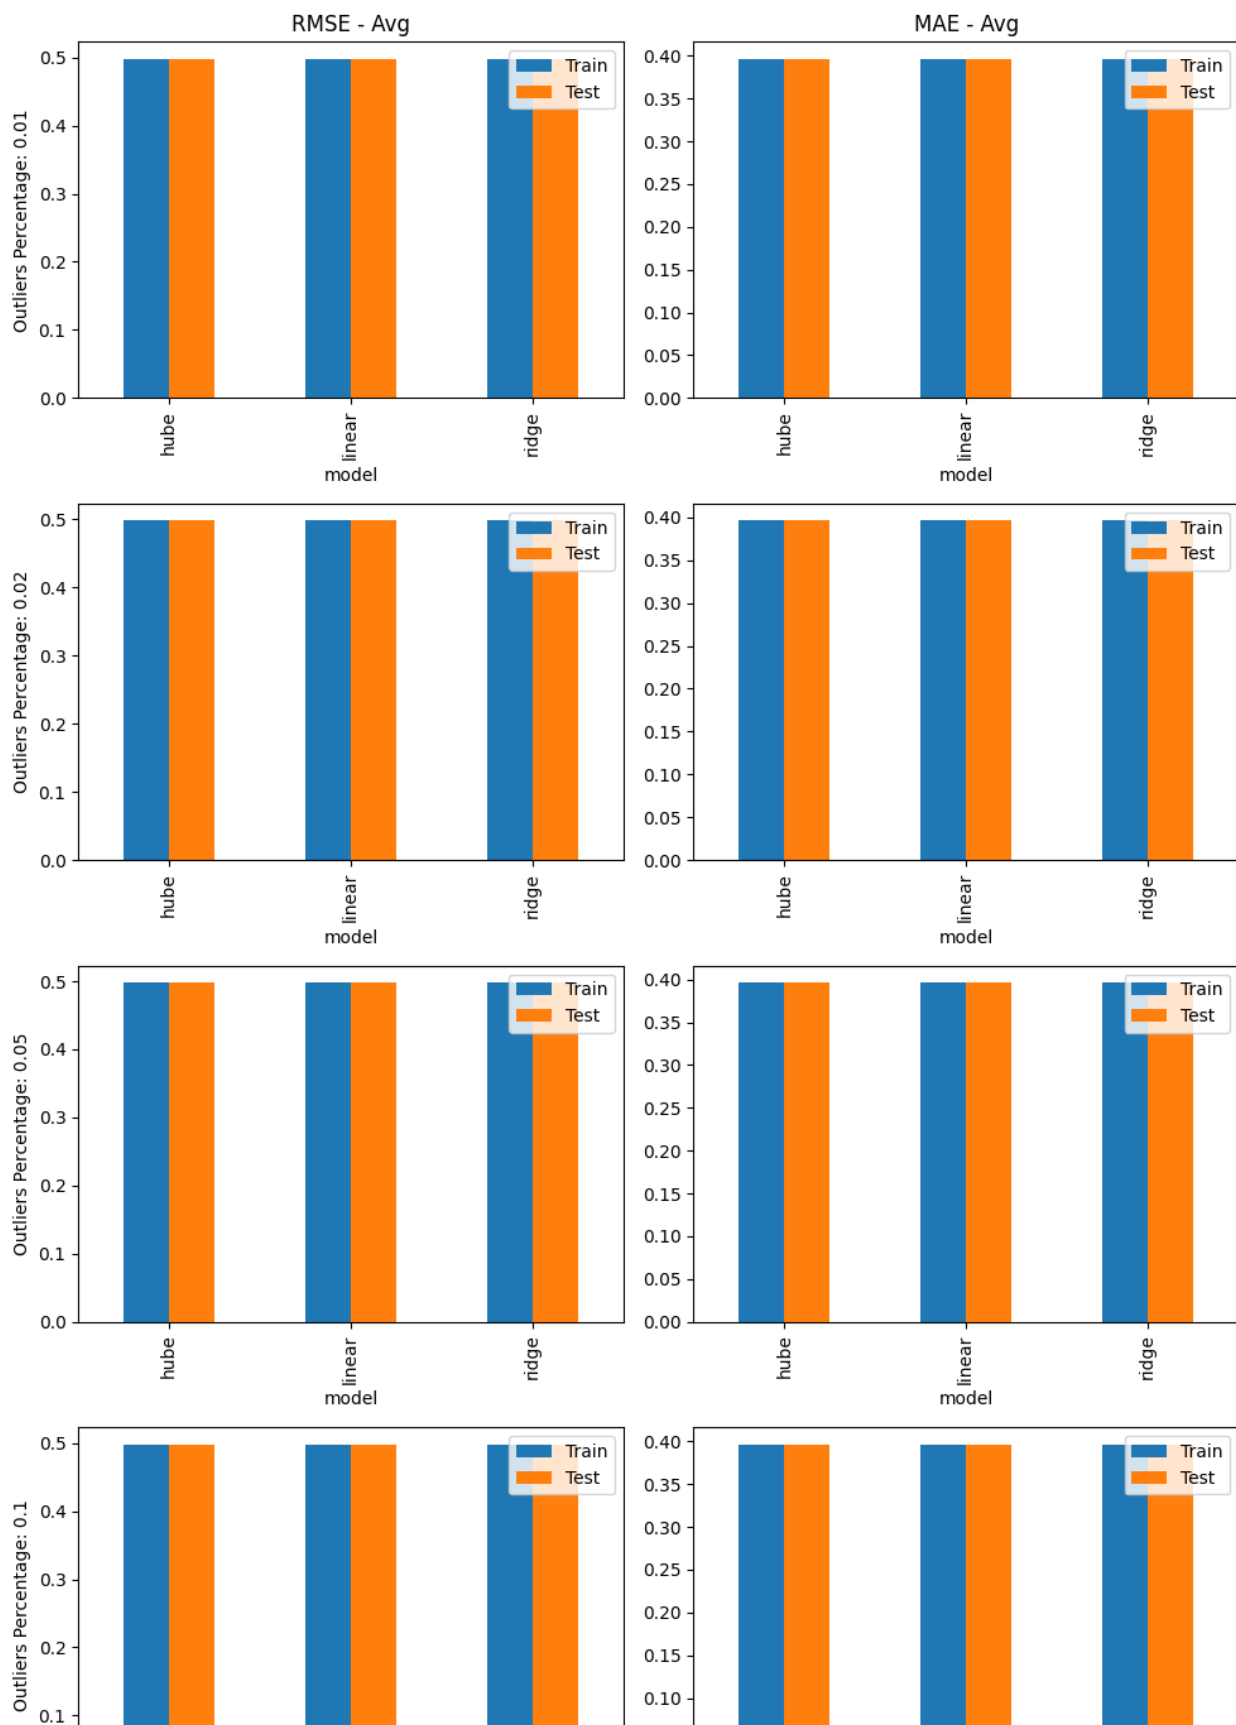 RMSE - Avg
MAE - Avg
Outliers Percentage: 0.01
0.5
0.4
0.3
0.2
0.1
0.0
Train
Test
hube
linear
ridge
model
0.40
0.35
0.30
0.25
0.20
0.15
0.10
0.05
0.00
Train
Test
hube
linear
ridge
model
Outliers Percentage: 0.02
0.5
0.4
0.3
0.2
0.1
0.0
Train
Test
hube
linear
ridge
model
0.40
0.35
0.30
0.25
0.20
0.15
0.10
0.05
0.00
Train
Test
hube
linear
ridge
model
Outliers Percentage: 0.05
0.5
0.4
0.3
0.2
0.1
0.0
Train
Test
hube
linear
ridge
model
0.40
0.35
0.30
0.25
0.20
0.15
0.10
0.05
0.00
Train
Test
hube
linear
ridge
model
Outliers Percentage: 0.1
0.5
0.4
0.3
0.2
0.1
Train
Test
0.40
0.35
0.30
0.25
0.20
0.15
0.10
Train
Test